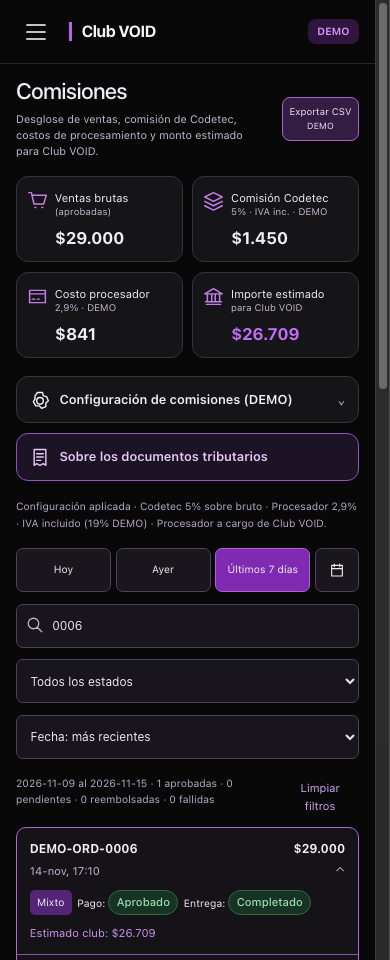 Club VOID
DEMO
Comisiones
Desglose de ventas, comisión de Codetec,
costos de procesamiento y monto estimado
para Club VOID.
Exportar CSV
DEMO
Ventas brutas
(aprobadas)
$29.000
Comisión Codetec
5% · IVA inc. · DEMO
$1.450
Costo procesador
2,9% · DEMO
$841
Importe estimado
para Club VOID
$26.709
Configuración de comisiones (DEMO)
Sobre los documentos tributarios
Configuración aplicada · Codetec 5% sobre bruto · Procesador 2,9%
· IVA incluido (19% DEMO) · Procesador a cargo de Club VOID.
Hoy
Ayer
Últimos 7 días
0006
Todos los estados
Fecha: más recientes
2026-11-09 al 2026-11-15 · 1 aprobadas · 0
pendientes · 0 reembolsadas · 0 fallidas
Limpiar
filtros
DEMO-ORD-0006
$29.000
14-nov, 17:10
Mixto Pago: Aprobado Entrega: Completado
Estimado club: $26.709